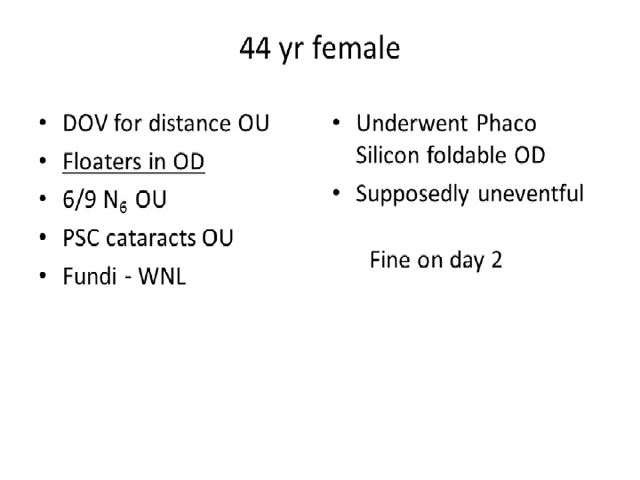 44 yr female
• DOV for distance OU
• Floaters in OD
• 6/9 N₆ OU
• PSC cataracts OU
• Fundi - WNL
• Underwent Phaco
Silicon foldable OD
• Supposedly uneventful
Fine on day 2